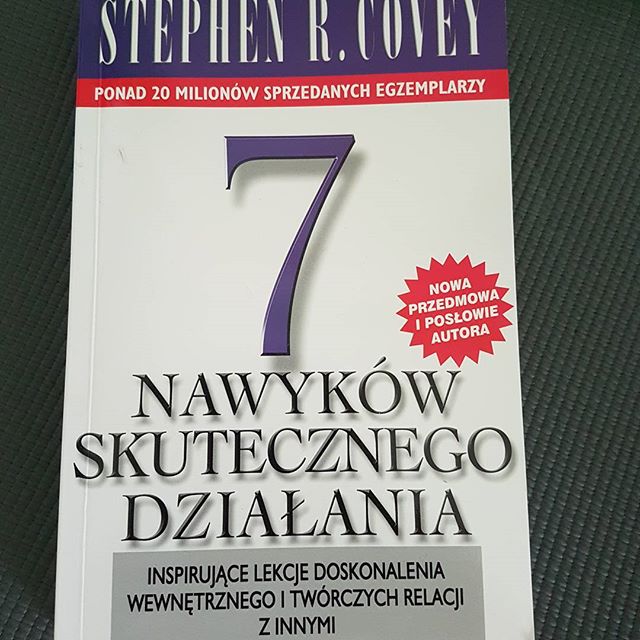 STEPHEN R. COVEY
PONAD 20 MILIONÓW SPRZEDANYCH EGZEMPLARZY
7
NOWA
PRZEDMOWA
I POSŁOWIE
AUTORA
NAWYKÓW
SKUTECZNEGO
DZIAŁANIA
INSPIRUJĄCE LEKCJE DOSKONALENIA
WEWNĘTRZNEGO I TWÓRCZYCH RELACJI
Z INNYMI